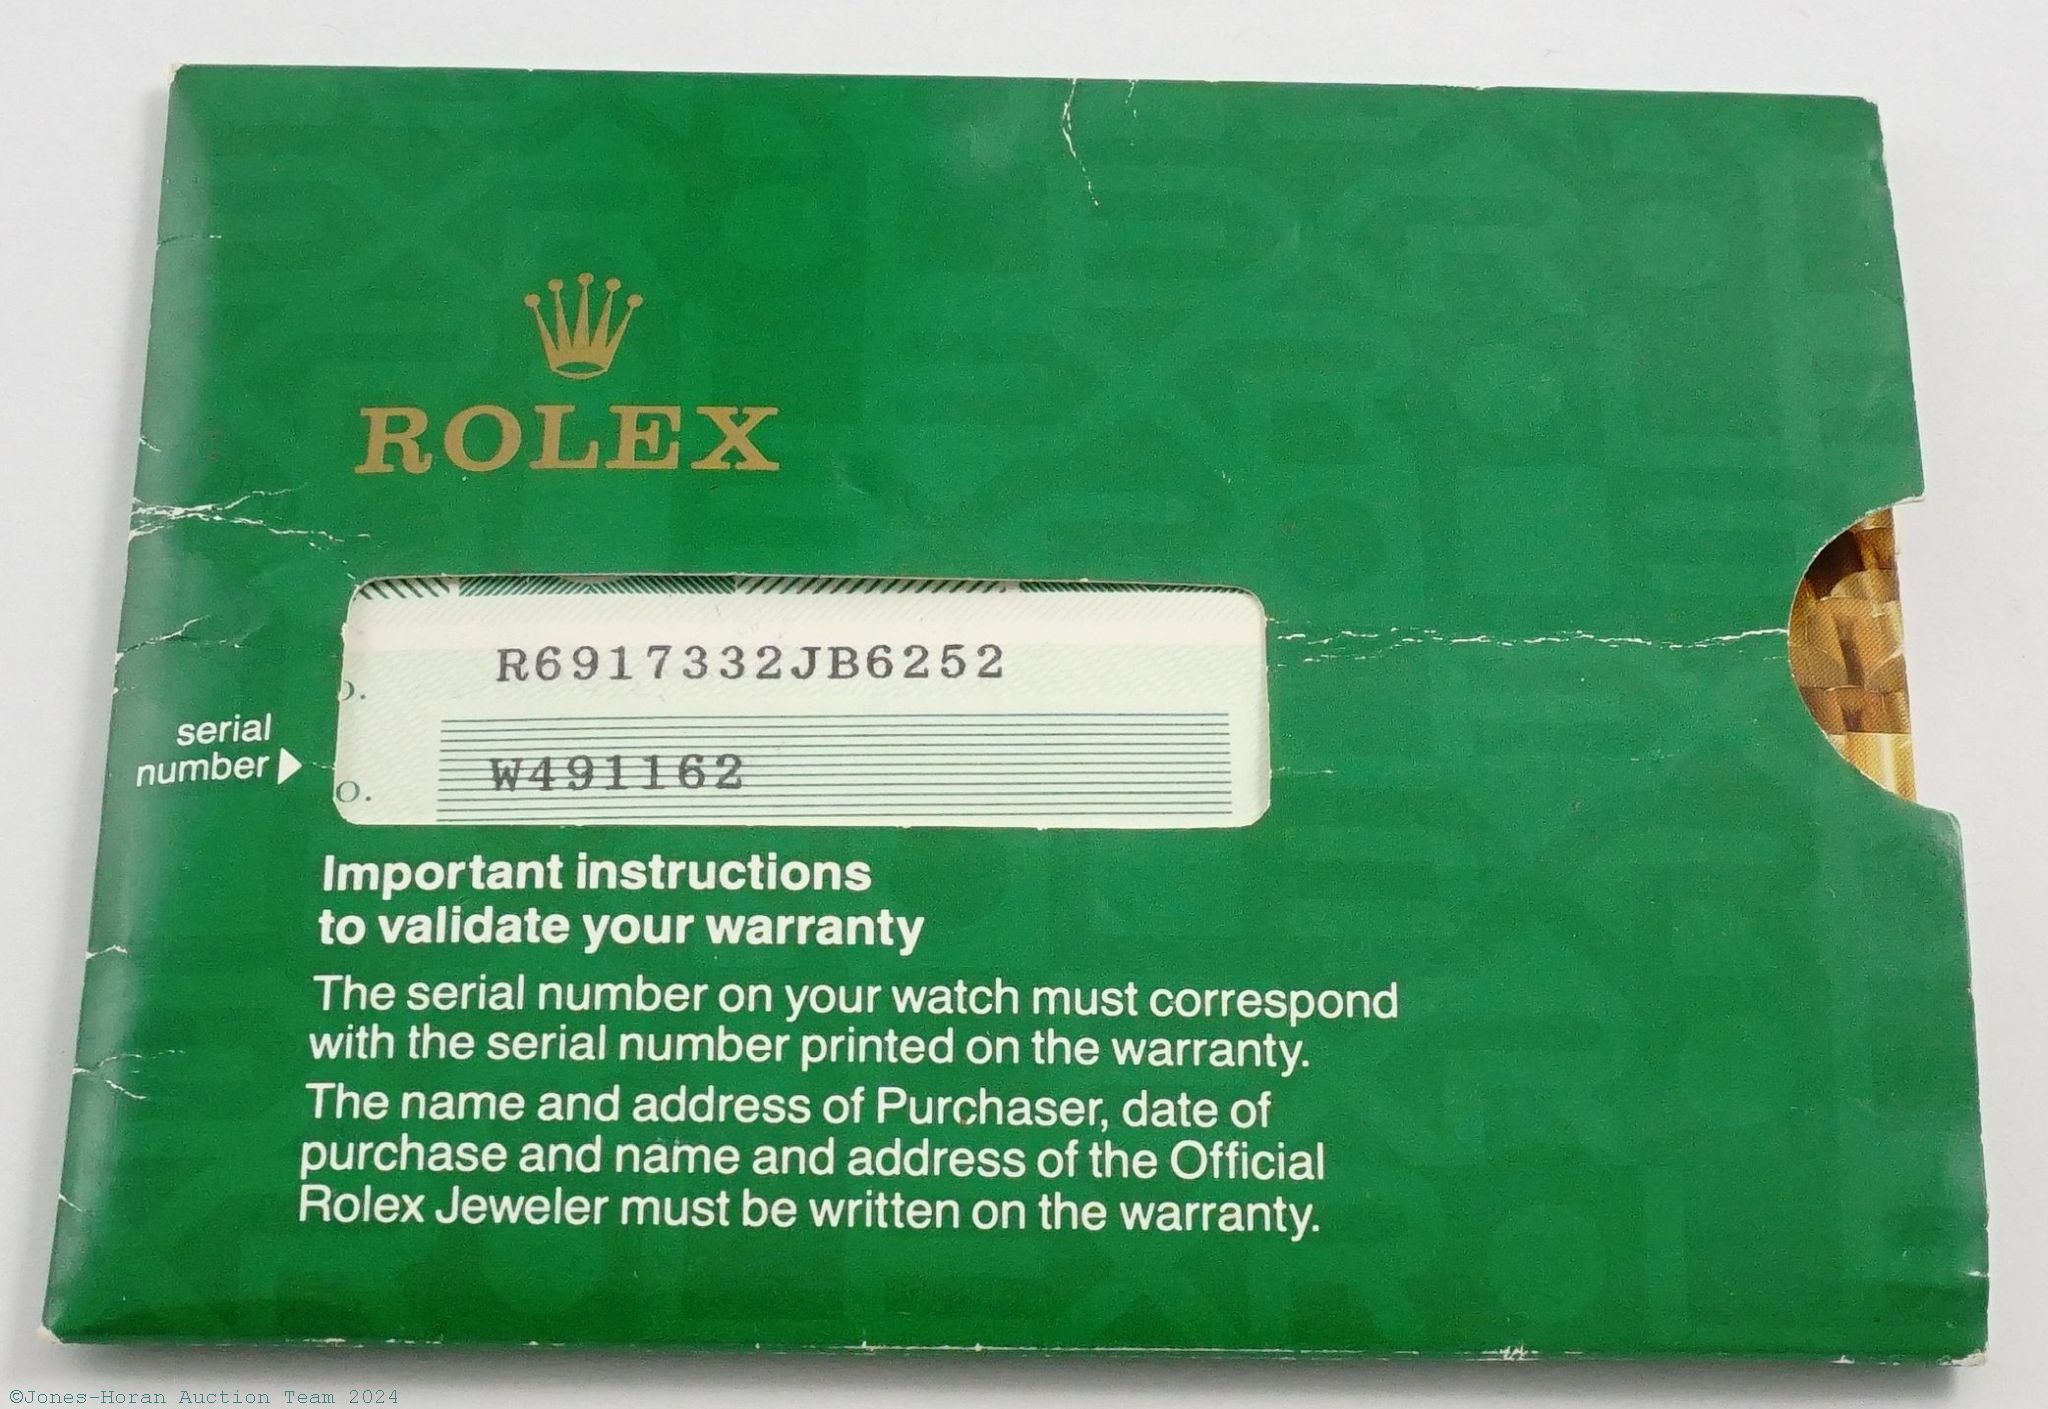 ROLEX
R6917332JB6252
o.
serial
number
W491162
o.
Important instructions
to validate your warranty
The serial number on your watch must correspond
with the serial number printed on the warranty.
The name and address of Purchaser, date of
purchase and name and address of the Official
Rolex Jeweler must be written on the warranty.
©Jones-Horan Auction Team 2024